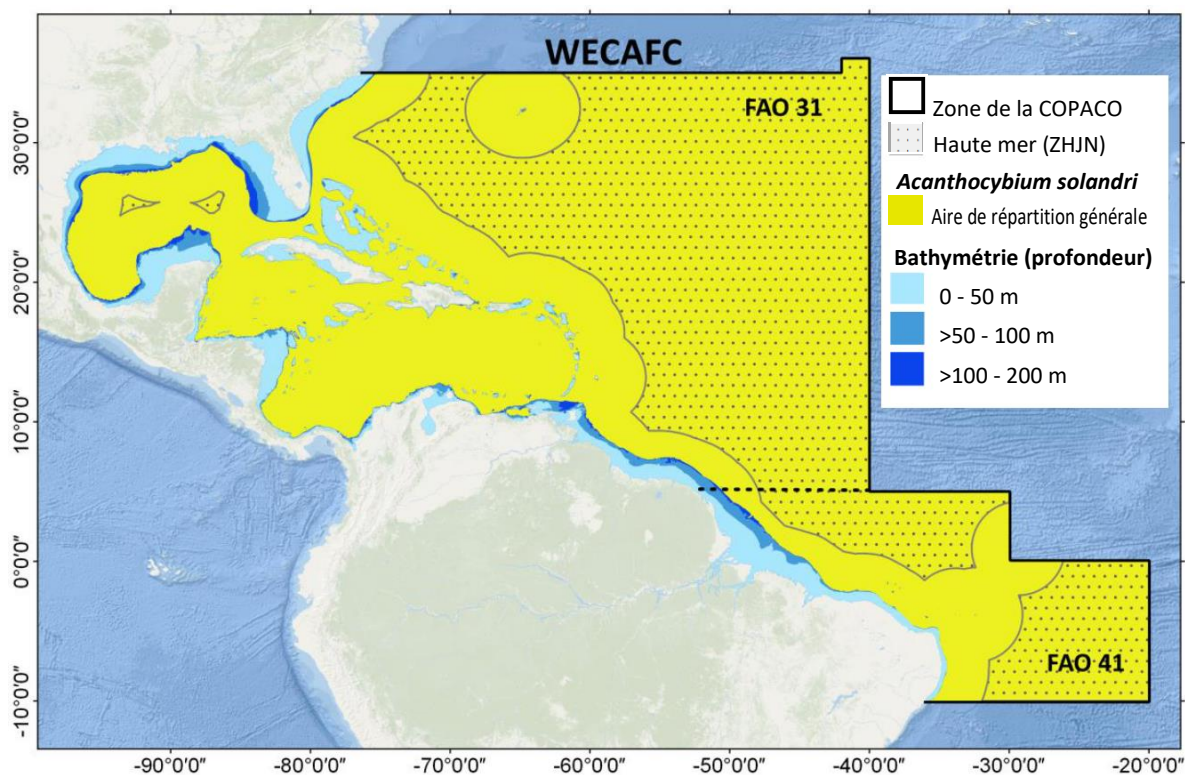 WECAFC
FAO 31
Zone de la COPACO
Haute mer (ZHJN)
Acanthocybium solandri
Aire de répartition générale
Bathymétrie (profondeur)
0 - 50 m
>50 - 100 m
>100 - 200 m
FAO 41
30°0'0"
20°0'0"
10°0'0"
0°0'0"
-10°0'0"
-90°0'0" -80°0'0" -70°0'0" -60°0'0" -50°0'0" -40°0'0" -30°0'0" -20°0'0"